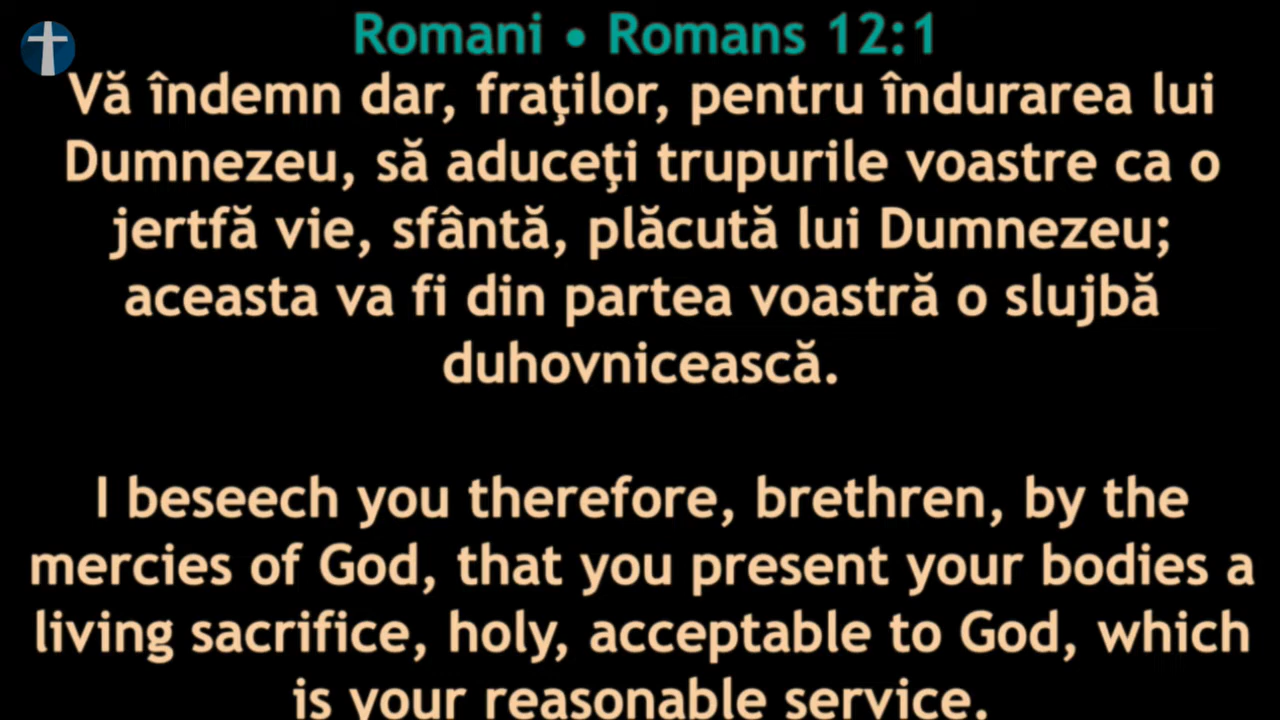 Romani • Romans 12:1
Vă îndemn dar, fraţilor, pentru îndurarea lui
Dumnezeu, să aduceţi trupurile voastre ca o
jertfă vie, sfântă, plăcută lui Dumnezeu;
aceasta va fi din partea voastră o slujbă
duhovnicească.
I beseech you therefore, brethren, by the
mercies of God, that you present your bodies a
living sacrifice, holy, acceptable to God, which
is your reasonable service.